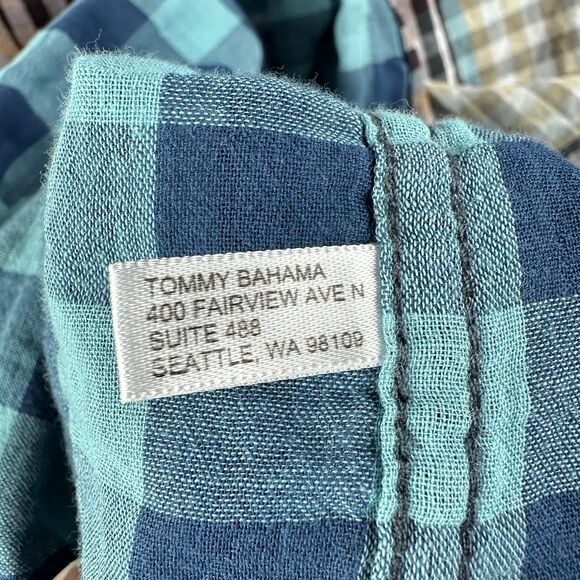 TOMMY BAHAMA
400 FAIRVIEW AVE N
SUITE 488
SEATTLE, WA 98109